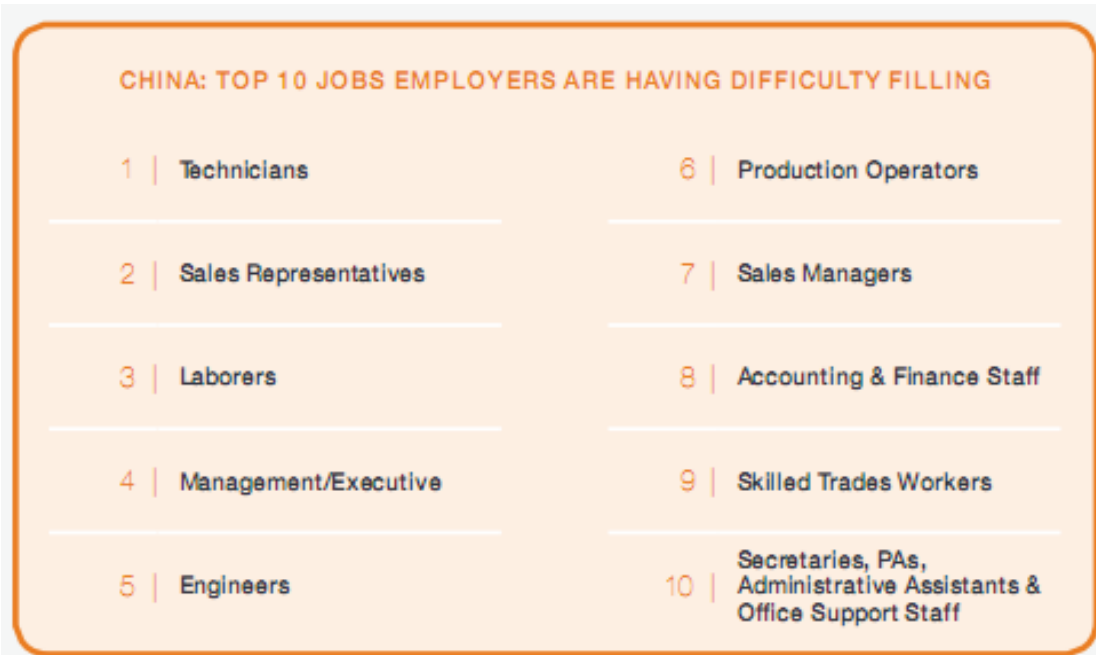 CHINA: TOP 10 JOBS EMPLOYERS ARE HAVING DIFFICULTY FILLING
1 | Technicians
2 | Sales Representatives
3 | Laborers
4 | Management/Executive
5 | Engineers
6 | Production Operators
7 | Sales Managers
8 | Accounting & Finance Staff
9 | Skilled Trades Workers
10 | Secretaries, PAs,
Administrative Assistants &
Office Support Staff